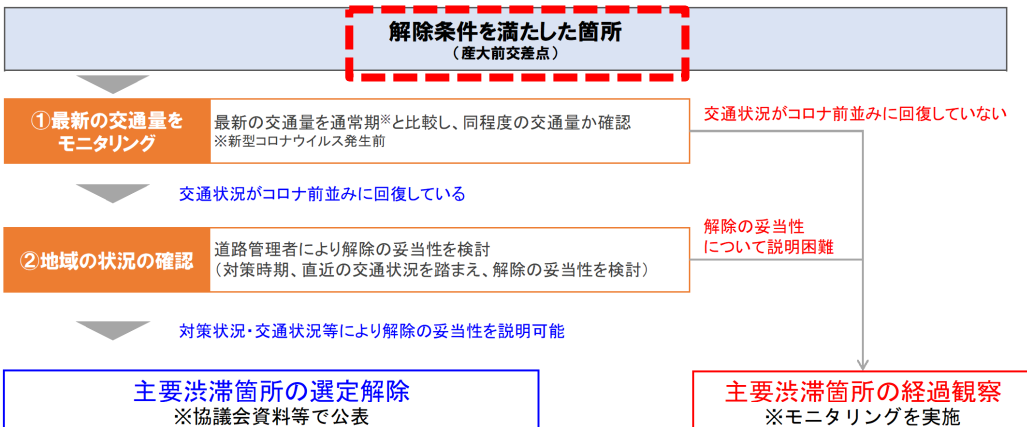 解除条件を満たした箇所
（産大前交差点）
①最新の交通量を
モニタリング
最新の交通量を通常期※と比較し、同程度の交通量か確認
※新型コロナウイルス発生前
交通状況がコロナ前並みに回復していない
交通状況がコロナ前並みに回復している
②地域の状況の確認
道路管理者により解除の妥当性を検討
（対策時期、直近の交通状況を踏まえ、解除の妥当性を検討）
解除の妥当性
について説明困難
対策状況・交通状況等により解除の妥当性を説明可能
主要渋滞箇所の選定解除
※協議会資料等で公表
主要渋滞箇所の経過観察
※モニタリングを実施